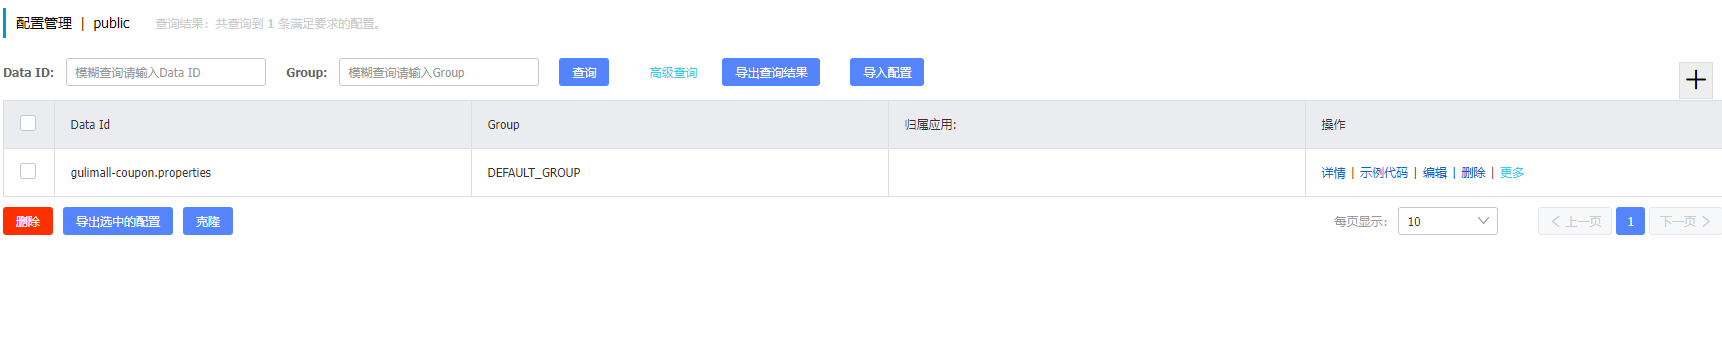 配置管理 | public 查询结果：共查询到 1 条满足要求的配置。
Data ID: 模糊查询请输入Data ID Group: 模糊查询请输入Group 查询 高级查询 导出查询结果 导入配置
Data Id Group 归属应用: 操作
gulimall-coupon.properties DEFAULT_GROUP 详情 | 示例代码 | 编辑 | 删除 | 更多
删除 导出选中的配置 克隆 每页显示: 10 上一页 1 下一页